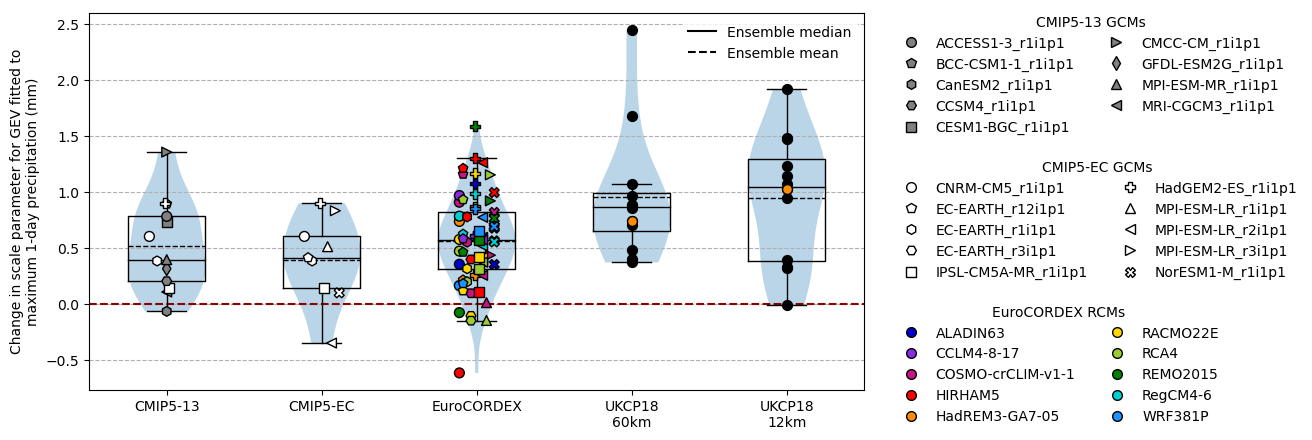 Change in scale parameter for GEV fitted to
maximum 1-day precipitation (mm)
2.5
2.0
1.5
1.0
0.5
0.0
−0.5
Ensemble median
Ensemble mean
CMIP5-13
CMIP5-EC
EuroCORDEX
UKCP18
60km
UKCP18
12km
CMIP5-13 GCMs
ACCESS1-3_r1i1p1
BCC-CSM1-1_r1i1p1
CanESM2_r1i1p1
CCSM4_r1i1p1
CESM1-BGC_r1i1p1
CMCC-CM_r1i1p1
GFDL-ESM2G_r1i1p1
MPI-ESM-MR_r1i1p1
MRI-CGCM3_r1i1p1
CMIP5-EC GCMs
CNRM-CM5_r1i1p1
EC-EARTH_r12i1p1
EC-EARTH_r1i1p1
EC-EARTH_r3i1p1
IPSL-CM5A-MR_r1i1p1
HadGEM2-ES_r1i1p1
MPI-ESM-LR_r1i1p1
MPI-ESM-LR_r2i1p1
MPI-ESM-LR_r3i1p1
NorESM1-M_r1i1p1
EuroCORDEX RCMs
ALADIN63
CCLM4-8-17
COSMO-crCLIM-v1-1
HIRHAM5
HadREM3-GA7-05
RACMO22E
RCA4
REMO2015
RegCM4-6
WRF381P